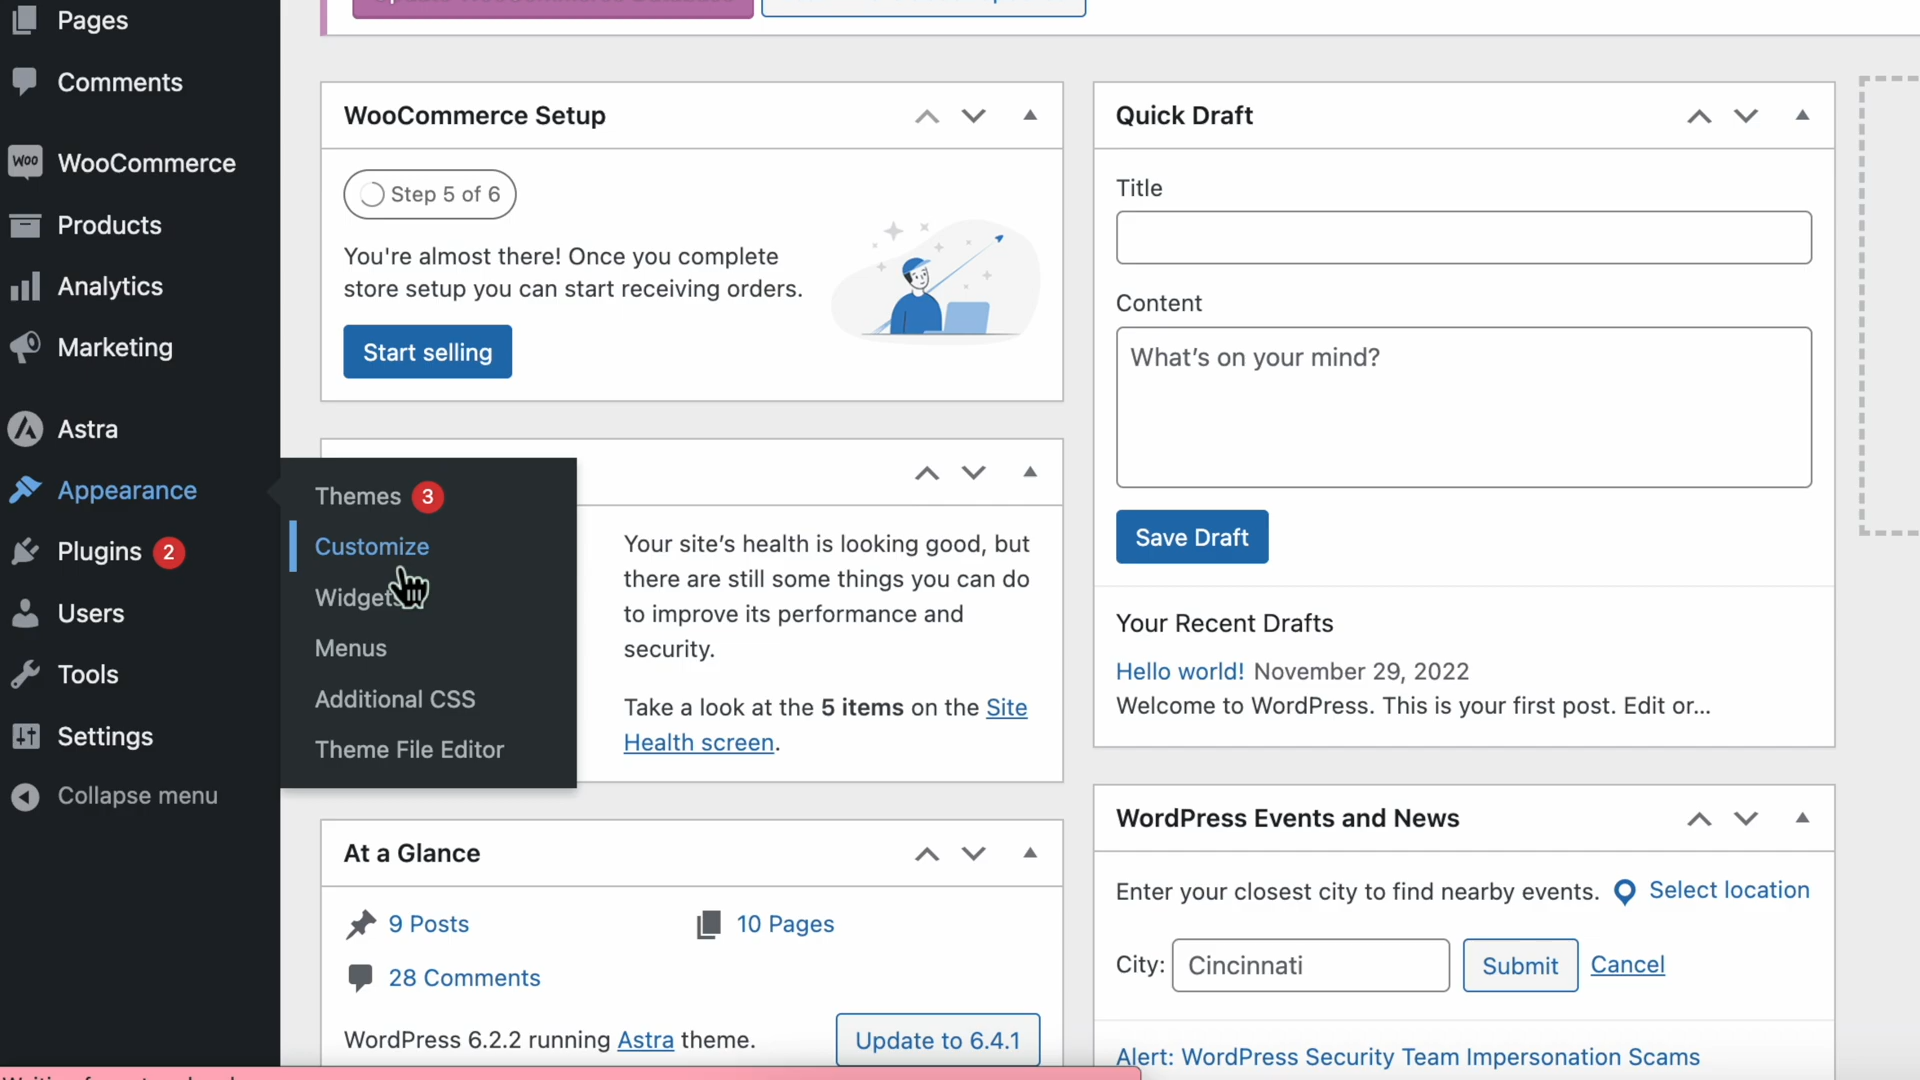 Pages
Comments
Woo
WooCommerce
Products
Analytics
Marketing
Astra
Appearance
Plugins 2
Users
Tools
Settings
Collapse menu
Themes 3
Customize
Widgets
Menus
Additional CSS
Theme File Editor
WooCommerce Setup
Step 5 of 6
You're almost there! Once you complete
store setup you can start receiving orders.
Start selling
Your site's health is looking good, but
there are still some things you can do
to improve its performance and
security.
Take a look at the 5 items on the Site
Health screen.
At a Glance
9 Posts
10 Pages
28 Comments
WordPress 6.2.2 running Astra theme.
Update to 6.4.1
Quick Draft
Title
Content
What's on your mind?
Save Draft
Your Recent Drafts
Hello world! November 29, 2022
Welcome to WordPress. This is your first post. Edit or...
WordPress Events and News
Enter your closest city to find nearby events. Select location
City: Cincinnati Submit Cancel
Alert: WordPress Security Team Impersonation Scams